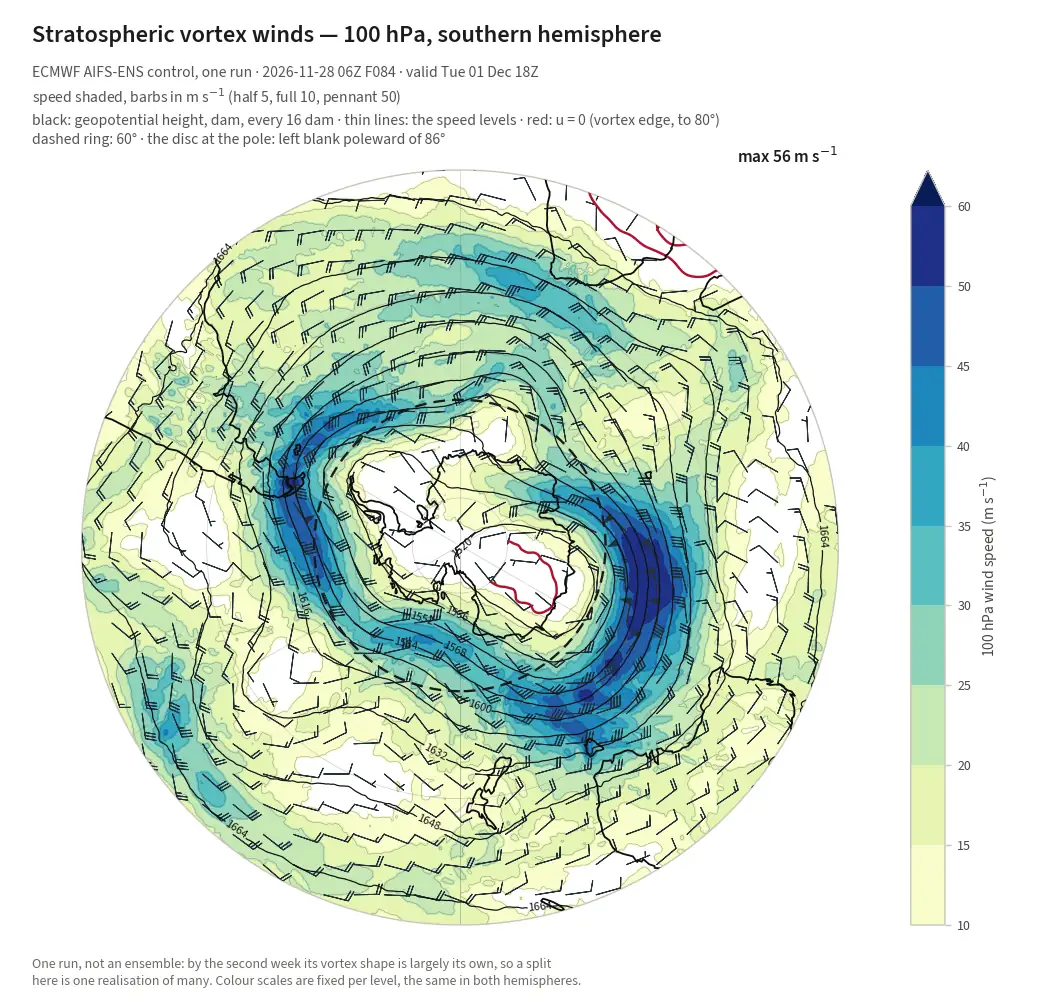 Stratospheric vortex winds — 100 hPa, southern hemisphere
ECMWF AIFS-ENS control, one run · 2026-11-28 06Z F084 · valid Tue 01 Dec 18Z
speed shaded, barbs in m s⁻¹ (half 5, full 10, pennant 50)
black: geopotential height, dam, every 16 dam · thin lines: the speed levels · red: u = 0 (vortex edge, to 80°)
dashed ring: 60° · the disc at the pole: left blank poleward of 86°
max 56 m s⁻¹
60
50
45
40
35
30
25
20
15
10
100 hPa wind speed (m s⁻¹)
1664
1664
1520
1616
1536
1568
1600
1632
1648
1664
1664
One run, not an ensemble: by the second week its vortex shape is largely its own, so a split
here is one realisation of many. Colour scales are fixed per level, the same in both hemispheres.